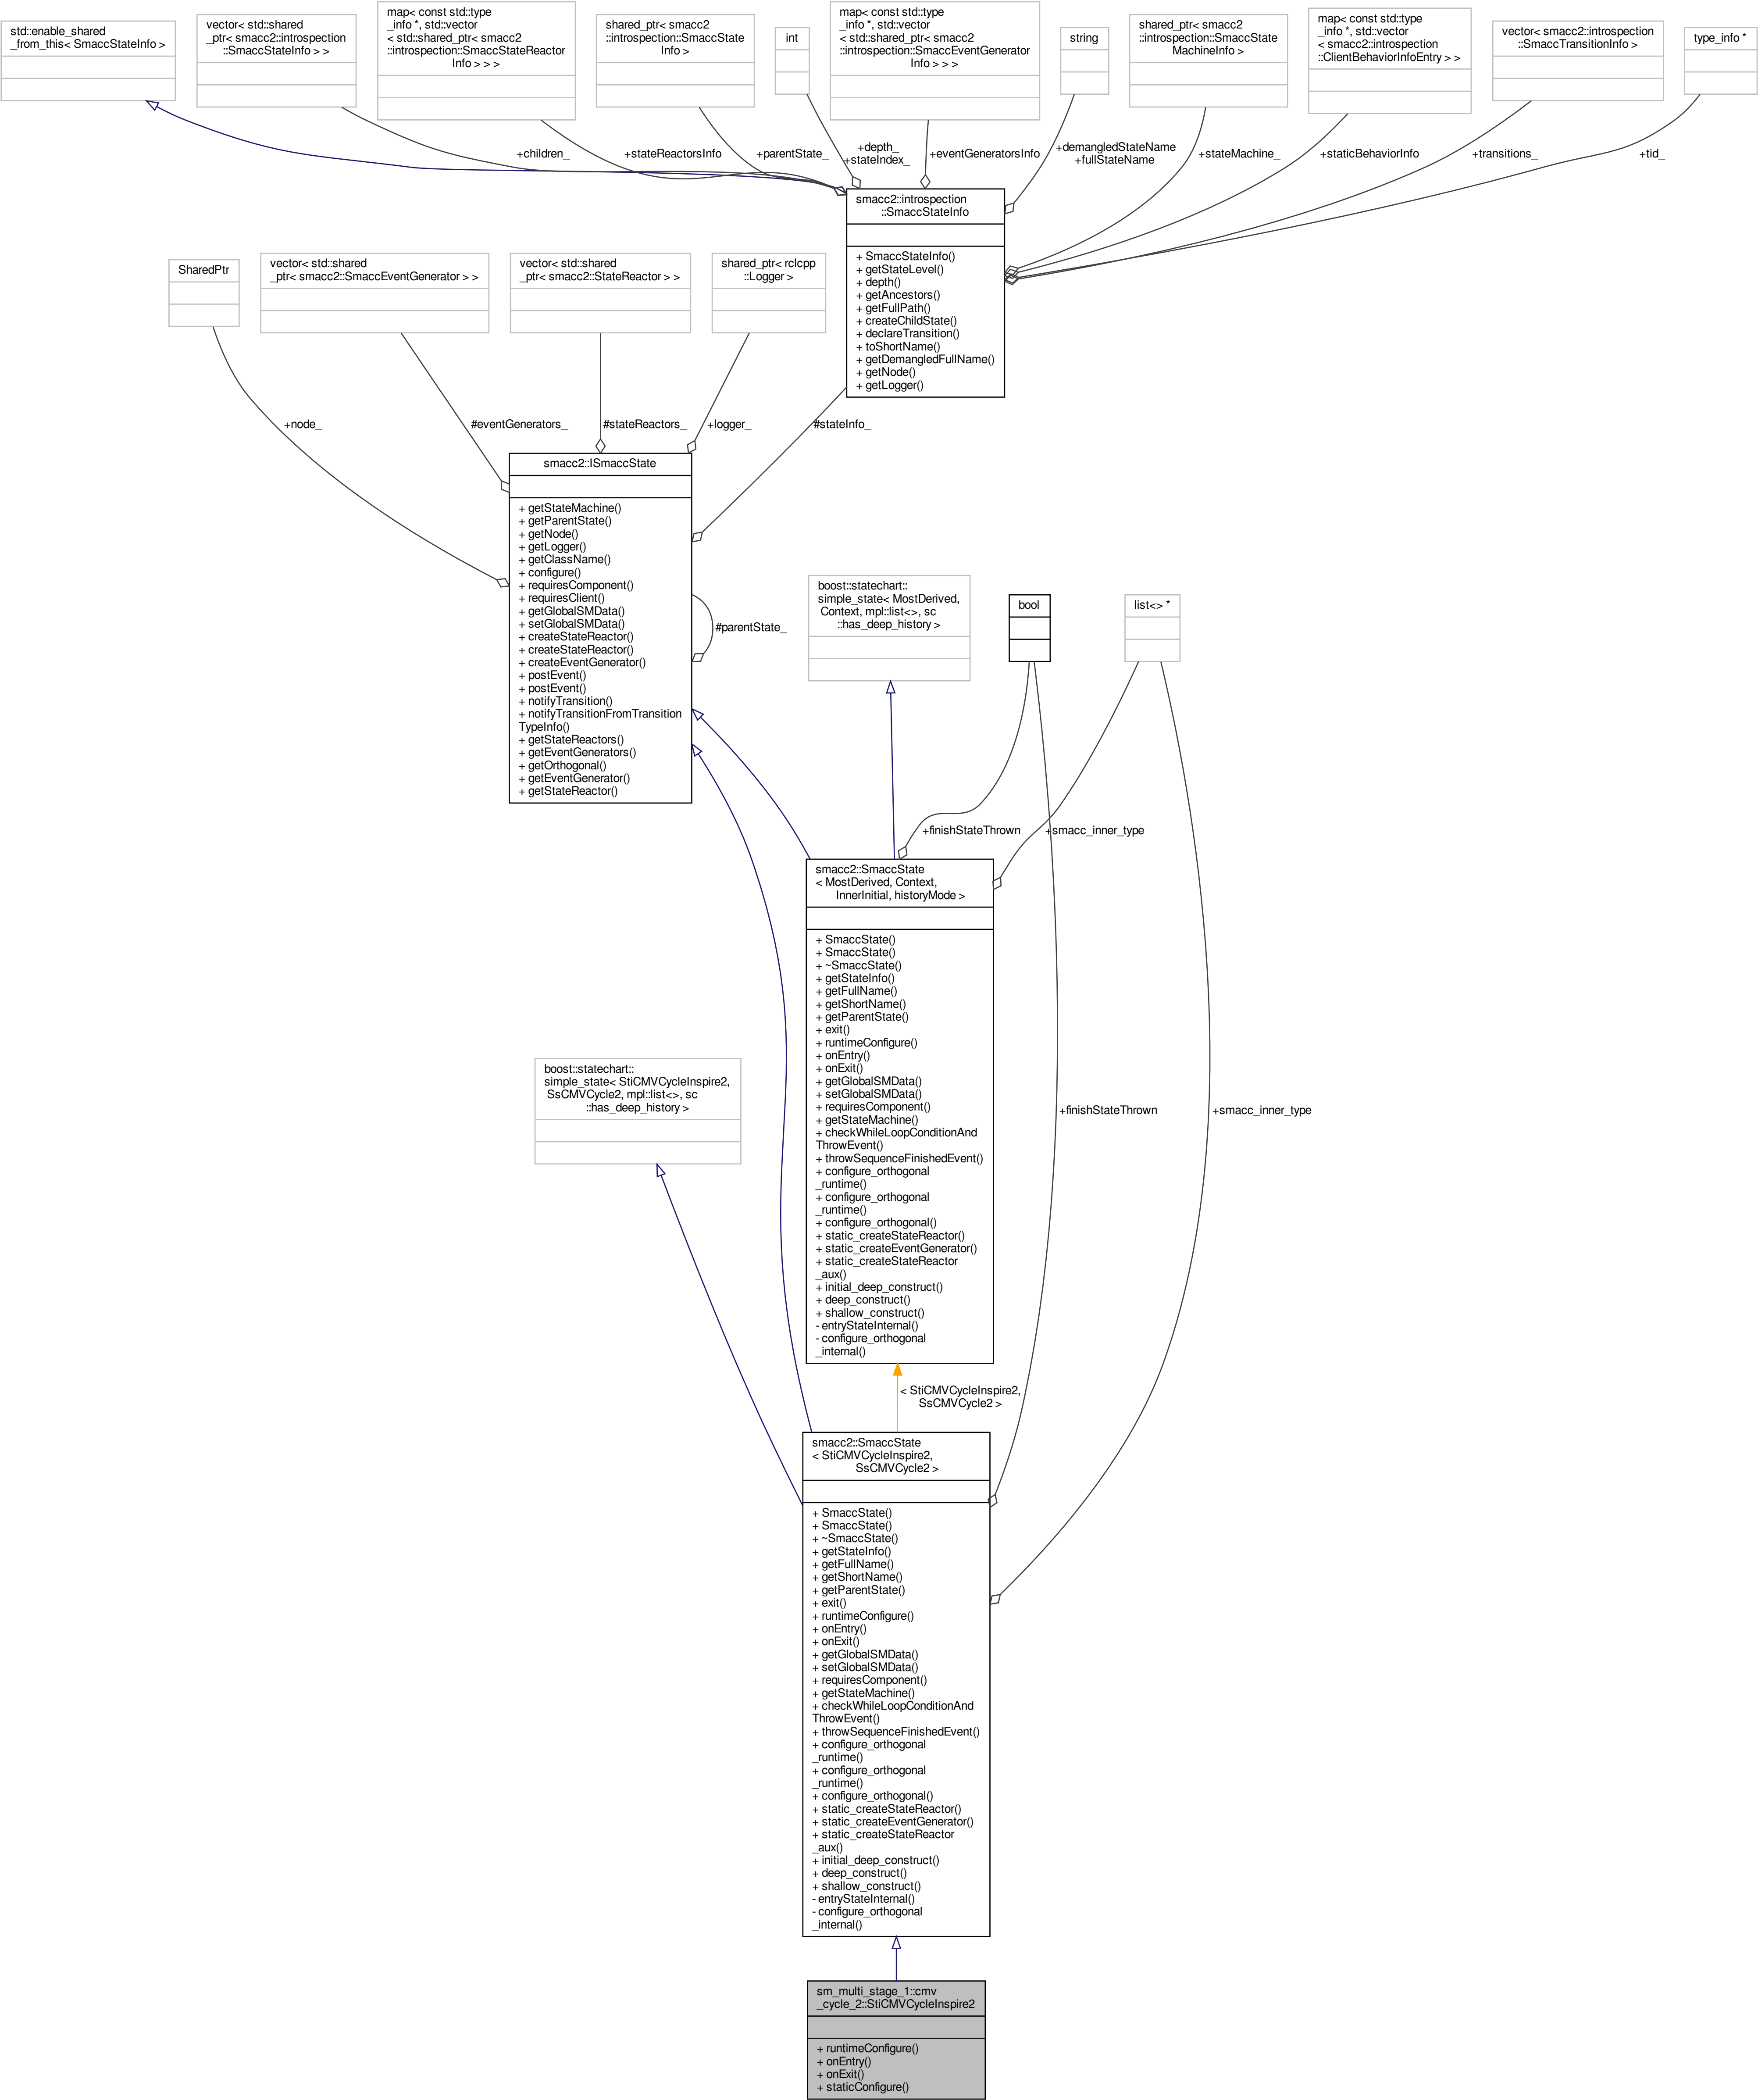 std::enable_shared
_from_this< SmaccStateInfo >
vector< std::shared
_ptr< smacc2::introspection
::SmaccStateInfo > >
map< const std::type
_info *, std::vector
< std::shared_ptr< smacc2
::introspection::SmaccStateReactor
Info > > >
shared_ptr< smacc2
::introspection::SmaccState
Info >
int
map< const std::type
_info *, std::vector
< std::shared_ptr< smacc2
::introspection::SmaccEventGenerator
Info > > >
string
shared_ptr< smacc2
::introspection::SmaccState
MachineInfo >
map< const std::type
_info *, std::vector
< smacc2::introspection
::ClientBehaviorInfoEntry > >
vector< smacc2::introspection
::SmaccTransitionInfo >
type_info *
+children_
+stateReactorsInfo
+parentState_
+depth_
+stateIndex_
+eventGeneratorsInfo
+demangledStateName
+fullStateName
+stateMachine_
+staticBehaviorInfo
+transitions_
+tid_
smacc2::introspection
::SmaccStateInfo
+ SmaccStateInfo()
+ getStateLevel()
+ depth()
+ getAncestors()
+ getFullPath()
+ createChildState()
+ declareTransition()
+ toShortName()
+ getDemangledFullName()
+ getNode()
+ getLogger()
SharedPtr
vector< std::shared
_ptr< smacc2::SmaccEventGenerator > >
vector< std::shared
_ptr< smacc2::StateReactor > >
shared_ptr< rclcpp
::Logger >
+node_
#eventGenerators_
#stateReactors_
+logger_
#stateInfo_
smacc2::ISmaccState
+ getStateMachine()
+ getParentState()
+ getNode()
+ getLogger()
+ getClassName()
+ configure()
+ requiresComponent()
+ requiresClient()
+ getGlobalSMData()
+ setGlobalSMData()
+ createStateReactor()
+ createStateReactor()
+ createEventGenerator()
+ postEvent()
+ postEvent()
+ notifyTransition()
+ notifyTransitionFromTransition
TypeInfo()
+ getStateReactors()
+ getEventGenerators()
+ getOrthogonal()
+ getEventGenerator()
+ getStateReactor()
#parentState_
boost::statechart::
simple_state< MostDerived,
Context, mpl::list<>, sc
::has_deep_history >
bool
list<> *
+finishStateThrown
+smacc_inner_type
smacc2::SmaccState
< MostDerived, Context,
InnerInitial, historyMode >
+ SmaccState()
+ SmaccState()
+ ~SmaccState()
+ getStateInfo()
+ getFullName()
+ getShortName()
+ getParentState()
+ exit()
+ runtimeConfigure()
+ onEntry()
+ onExit()
+ getGlobalSMData()
+ setGlobalSMData()
+ requiresComponent()
+ getStateMachine()
+ checkWhileLoopConditionAnd
ThrowEvent()
+ throwSequenceFinishedEvent()
+ configure_orthogonal
_runtime()
+ configure_orthogonal
_runtime()
+ configure_orthogonal()
+ static_createStateReactor()
+ static_createEventGenerator()
+ static_createStateReactor
_aux()
+ initial_deep_construct()
+ deep_construct()
+ shallow_construct()
- entryStateInternal()
- configure_orthogonal
_internal()
boost::statechart::
simple_state< StiCMVCycleInspire2,
SsCMVCycle2, mpl::list<>, sc
::has_deep_history >
+finishStateThrown
+smacc_inner_type
< StiCMVCycleInspire2,
SsCMVCycle2 >
smacc2::SmaccState
< StiCMVCycleInspire2,
SsCMVCycle2 >
+ SmaccState()
+ SmaccState()
+ ~SmaccState()
+ getStateInfo()
+ getFullName()
+ getShortName()
+ getParentState()
+ exit()
+ runtimeConfigure()
+ onEntry()
+ onExit()
+ getGlobalSMData()
+ setGlobalSMData()
+ requiresComponent()
+ getStateMachine()
+ checkWhileLoopConditionAnd
ThrowEvent()
+ throwSequenceFinishedEvent()
+ configure_orthogonal
_runtime()
+ configure_orthogonal
_runtime()
+ configure_orthogonal()
+ static_createStateReactor()
+ static_createEventGenerator()
+ static_createStateReactor
_aux()
+ initial_deep_construct()
+ deep_construct()
+ shallow_construct()
- entryStateInternal()
- configure_orthogonal
_internal()
sm_multi_stage_1::cmv
_cycle_2::StiCMVCycleInspire2
+ runtimeConfigure()
+ onEntry()
+ onExit()
+ staticConfigure()